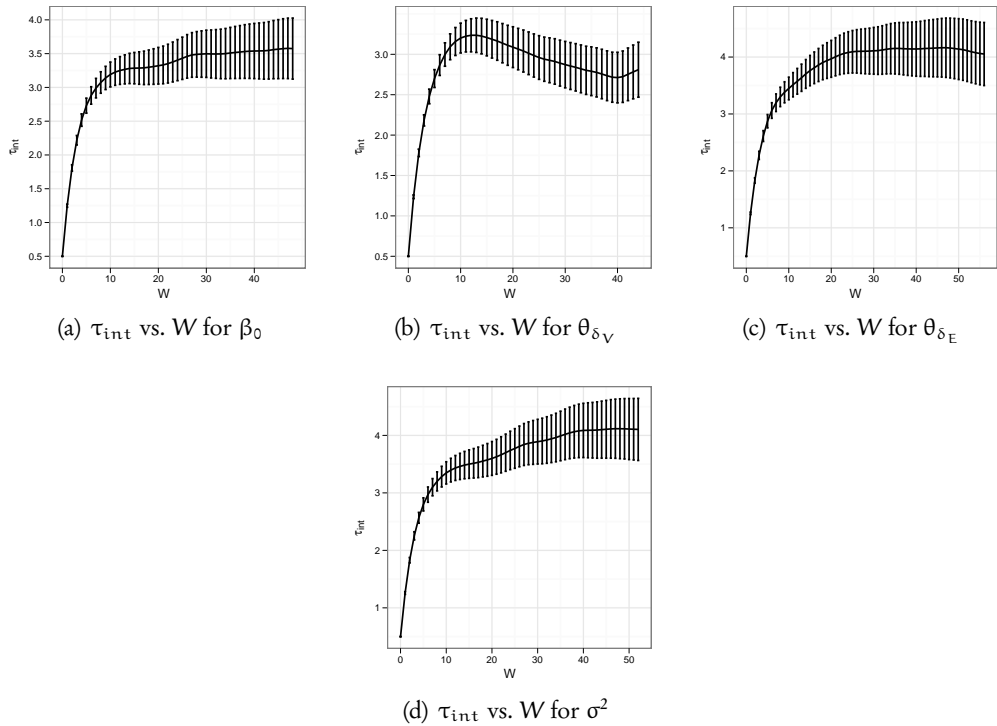 4.0
3.5
3.0
2.5
2.0
1.5
1.0
0.5
τint
0 10 20 30 40
W
(a) τint vs. W for β0
3.0
2.5
2.0
1.5
1.0
0.5
τint
0 10 20 30 40
W
(b) τint vs. W for θδV
4
3
2
1
τint
0 10 20 30 40 50
W
(c) τint vs. W for θδE
4
3
2
1
τint
0 10 20 30 40 50
W
(d) τint vs. W for σ²